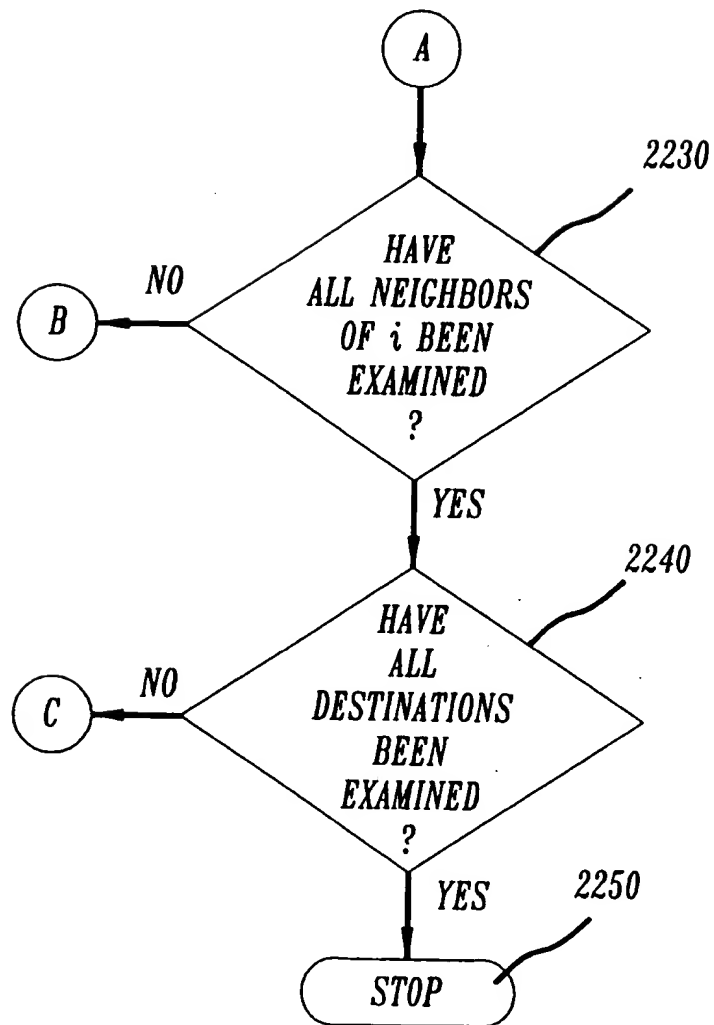 A
2230
HAVE
ALL NEIGHBORS
OF i BEEN
EXAMINED
?
NO
B
YES
2240
HAVE
ALL
DESTINATIONS
BEEN
EXAMINED
?
NO
C
YES
2250
STOP